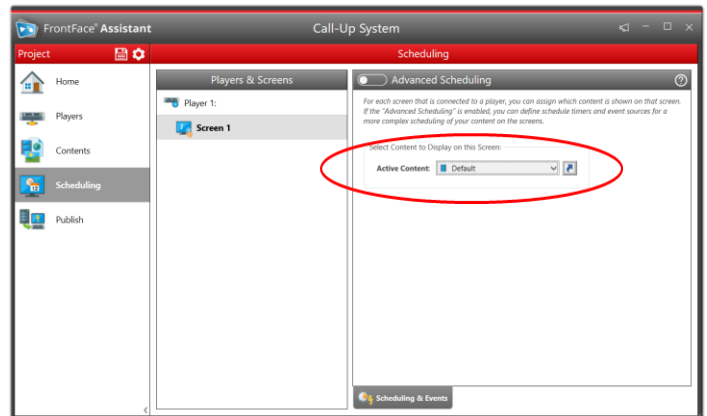 FrontFace® Assistant
Call-Up System
Project
Scheduling
Home
Players
Contents
Scheduling
Publish
Players & Screens
Player 1:
Screen 1
Advanced Scheduling
For each screen that is connected to a player, you can assign which content is shown on that screen.
If the "Advanced Scheduling" is enabled, you can define schedule timers and event sources for a
more complex scheduling of your content on the screens.
Select Content to Display on this Screen:
Active Content: Default
Scheduling & Events